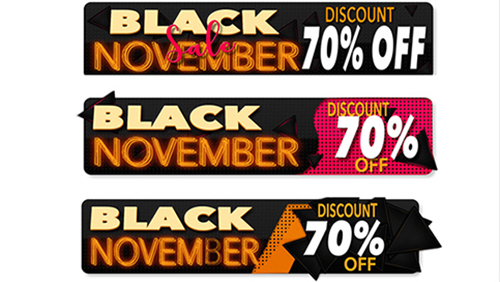 BLACK
Sale
NOVEMBER
DISCOUNT
70% OFF
BLACK
NOVEMBER
DISCOUNT
70%
OFF
BLACK
NOVEMBER
DISCOUNT
70%
OFF